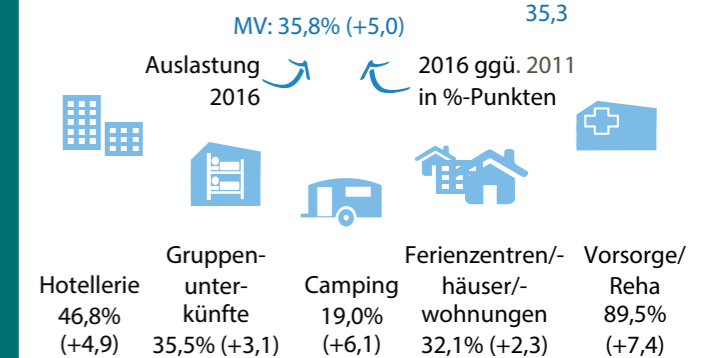 35,3
MV: 35,8% (+5,0)
Auslastung
2016
2016 ggü. 2011
in %-Punkten
Hotellerie
46,8%
(+4,9)
Gruppen-
unter-
künfte
35,5% (+3,1)
Camping
19,0%
(+6,1)
Ferienzentren/-
häuser/-
wohnungen
32,1% (+2,3)
Vorsorge/
Reha
89,5%
(+7,4)